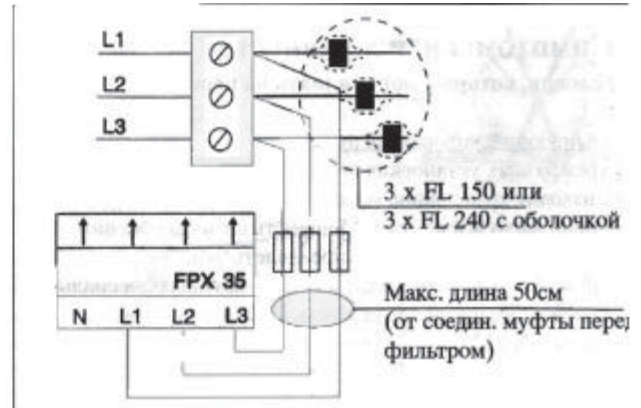 L1
L2
L3
3 x FL 150 или
3 x FL 240 с оболочкой
FPX 35
N L1 L2 L3
Макс. длина 50см
(от соедин. муфты перед
фильтром)